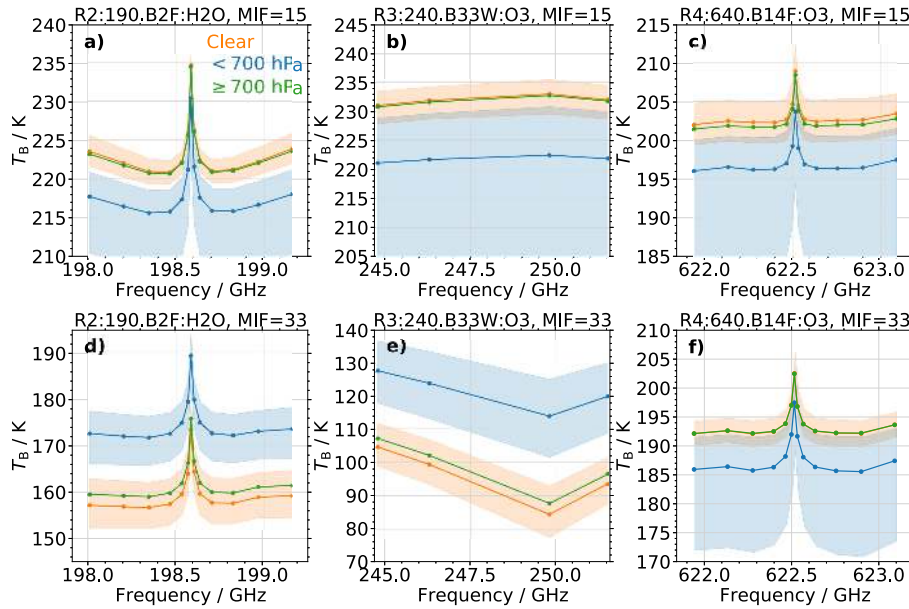 R2:190.B2F:H2O, MIF=15
R3:240.B33W:O3, MIF=15
R4:640.B14F:O3, MIF=15
a)
Clear
< 700 hPa
≥ 700 hPa
b)
c)
240
235
230
225
220
215
210
245
240
235
230
225
220
215
210
205
215
210
205
200
195
190
185
T_B / K
T_B / K
T_B / K
198.0
198.5
199.0
245.0
247.5
250.0
622.0
622.5
623.0
Frequency / GHz
Frequency / GHz
Frequency / GHz
R2:190.B2F:H2O, MIF=33
R3:240.B33W:O3, MIF=33
R4:640.B14F:O3, MIF=33
d)
e)
f)
190
180
170
160
150
140
130
120
110
100
90
80
70
210
205
200
195
190
185
180
175
170
T_B / K
T_B / K
T_B / K
198.0
198.5
199.0
245.0
247.5
250.0
622.0
622.5
623.0
Frequency / GHz
Frequency / GHz
Frequency / GHz